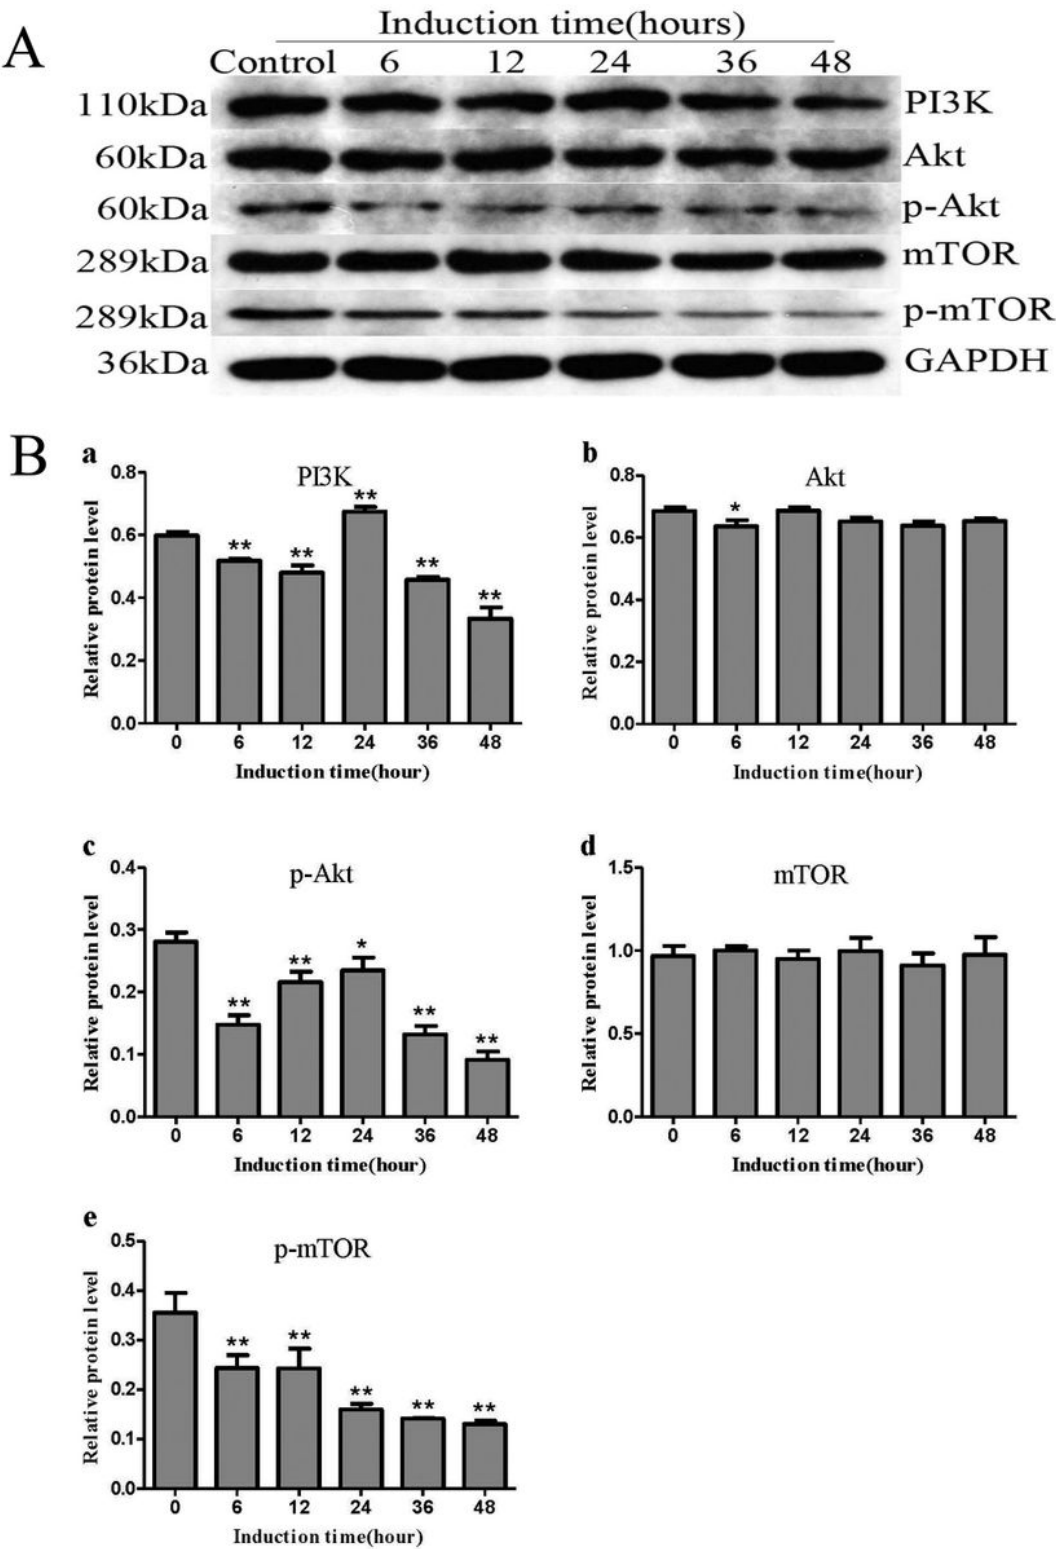 A
Induction time(hours)
Control 6 12 24 36 48
110kDa PI3K
60kDa Akt
60kDa p-Akt
289kDa mTOR
289kDa p-mTOR
36kDa GAPDH
B
a
PI3K
Relative protein level
0.8
0.6
0.4
0.2
0.0
** ** ** ** **
0 6 12 24 36 48
Induction time(hour)
b
Akt
Relative protein level
0.8
0.6
0.4
0.2
0.0
*
0 6 12 24 36 48
Induction time(hour)
c
p-Akt
Relative protein level
0.4
0.3
0.2
0.1
0.0
** ** * ** **
0 6 12 24 36 48
Induction time(hour)
d
mTOR
Relative protein level
1.5
1.0
0.5
0.0
0 6 12 24 36 48
Induction time(hour)
e
p-mTOR
Relative protein level
0.5
0.4
0.3
0.2
0.1
0.0
** ** ** ** **
0 6 12 24 36 48
Induction time(hour)